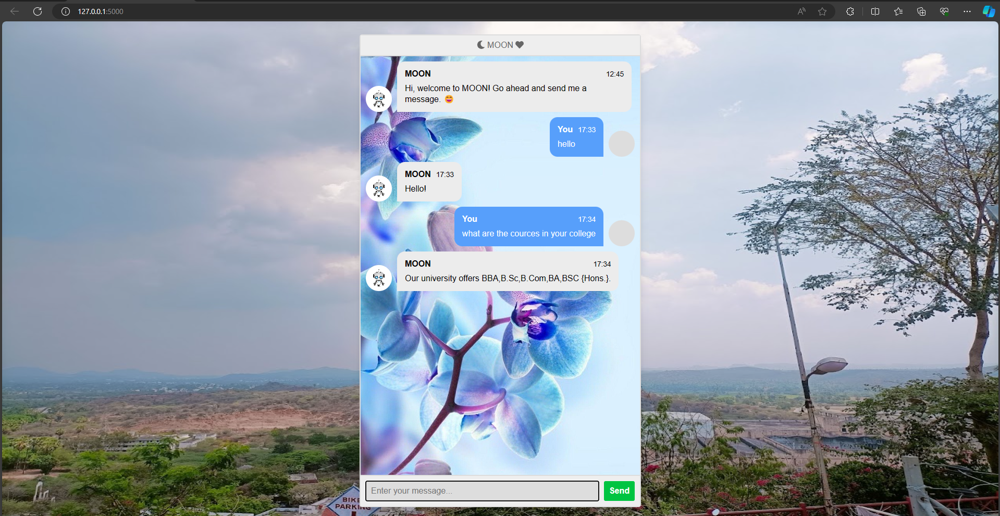 127.0.0.1:5000
MOON
MOON 12:45
Hi, welcome to MOON! Go ahead and send me a
message. 😄
You 17:33
hello
MOON 17:33
Hello!
You 17:34
what are the cources in your college
MOON 17:34
Our university offers BBA,B.Sc,B.Com,BA,BSC {Hons.}.
Enter your message...
Send
BIKE
PARKING